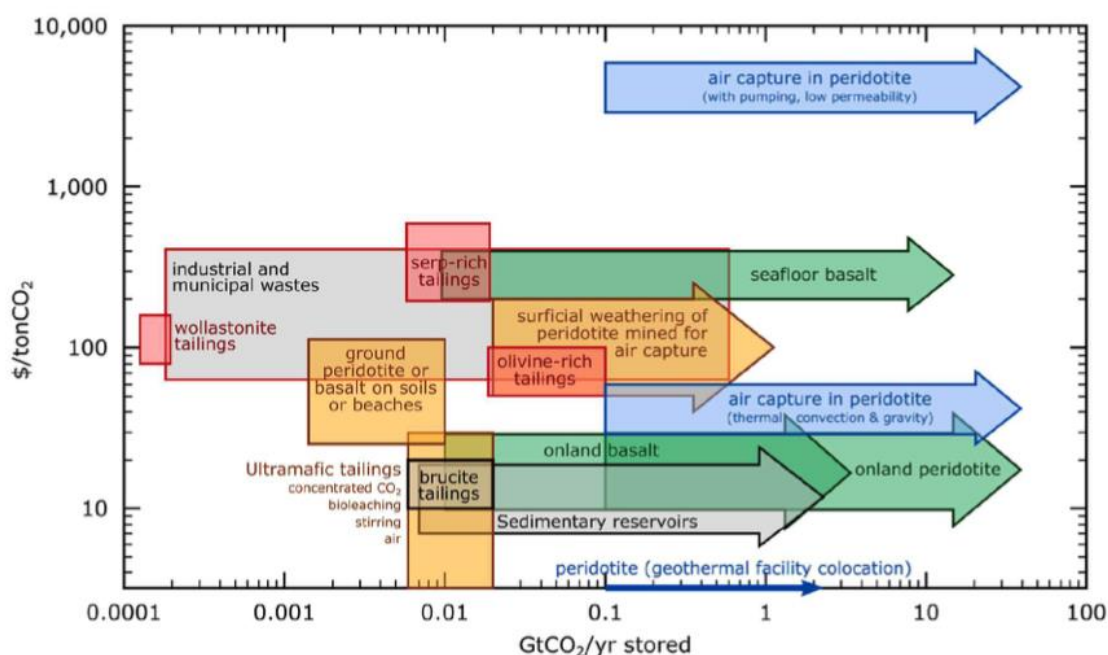 10,000
1,000
100
10
$/tonCO₂
air capture in peridotite
(with pumping, low permeability)
industrial and
municipal wastes
serp-rich
tailings
seafloor basalt
wollastonite
tailings
surficial weathering of
peridotite mined for
air capture
ground
peridotite or
basalt on soils
or beaches
olivine-rich
tailings
air capture in peridotite
(thermal, convection & gravity)
onland basalt
onland peridotite
Ultramafic tailings
concentrated CO₂
bioleaching
stirring
air
brucite
tailings
Sedimentary reservoirs
peridotite (geothermal facility colocation)
0.0001
0.001
0.01
0.1
1
10
100
GtCO₂/yr stored